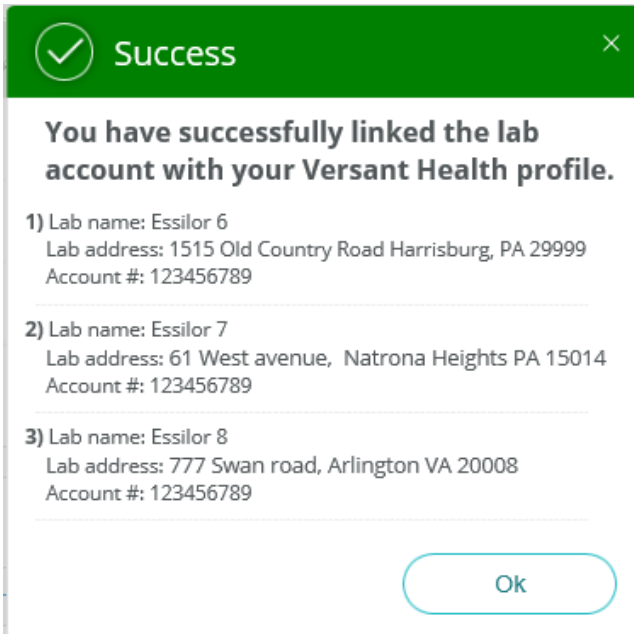 Success
You have successfully linked the lab
account with your Versant Health profile.
1) Lab name: Essilor 6
Lab address: 1515 Old Country Road Harrisburg, PA 29999
Account #: 123456789
2) Lab name: Essilor 7
Lab address: 61 West avenue, Natrona Heights PA 15014
Account #: 123456789
3) Lab name: Essilor 8
Lab address: 777 Swan road, Arlington VA 20008
Account #: 123456789
Ok